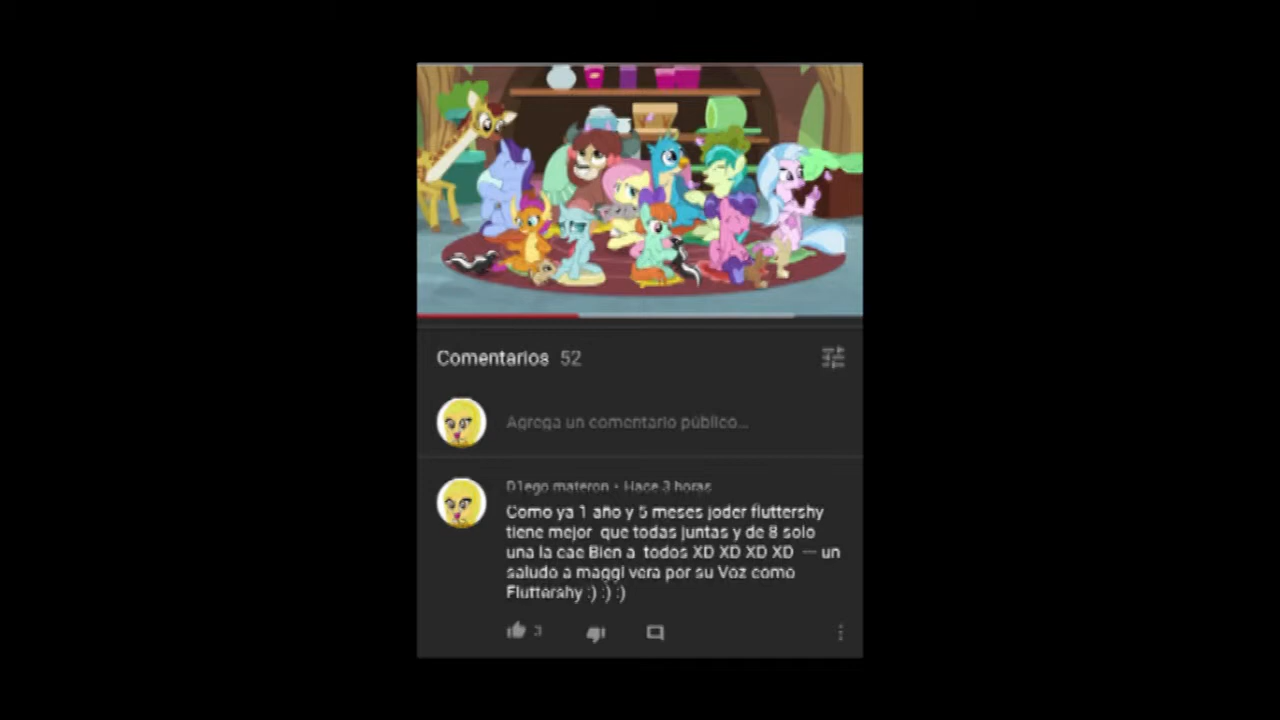 Comentarios 52
Agrega un comentario público...
D1ego materon • Hace 3 horas
Como ya 1 año y 5 meses joder fluttershy
tiene mejor que todas juntas y de 8 solo
una la cae Bien a todos XD XD XD XD — un
saludo a maggi vera por su Voz como
Fluttershy :) :) :)
3